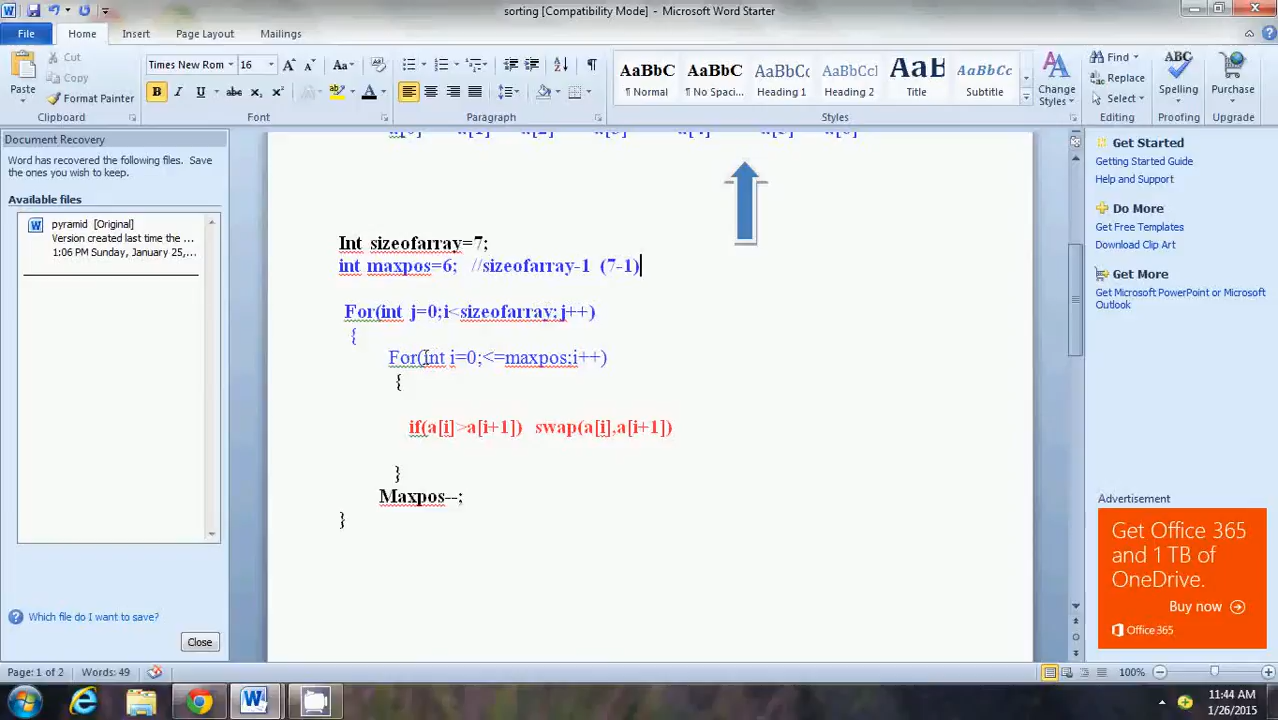 sorting [Compatibility Mode] - Microsoft Word Starter
File Home Insert Page Layout Mailings
Paste
Cut
Copy
Format Painter
Clipboard
Times New Rom 16
Font
Paragraph
AaBbC AaBbC AaBbCc AaBbCcl AaBb AaBbCc
¶ Normal ¶ No Spaci... Heading 1 Heading 2 Title Subtitle
Styles
Change
Styles
Find
Replace
Select
Editing
Spelling
Proofing
Purchase
Upgrade
Document Recovery
Word has recovered the following files. Save
the ones you wish to keep.
Available files
pyramid [Original]
Version created last time the ...
1:06 PM Sunday, January 25,...
Which file do I want to save?
Close
Int sizeofarray=7;
int maxpos=6; //sizeofarray-1 (7-1)
For(int j=0;i<sizeofarray;j++)
{
For(int i=0;<=maxpos;i++)
{
if(a[i]>a[i+1]) swap(a[i],a[i+1])
}
Maxpos--;
}
Get Started
Getting Started Guide
Help and Support
Do More
Order Word Templates
Download Clip Art
Get More
Get Microsoft PowerPoint or Microsoft
Outlook
Advertisement
Get Office 365
and 1 TB of
OneDrive.
Buy now
Office 365
Page: 1 of 2 Words: 49
100%
11:44 AM
1/26/2015